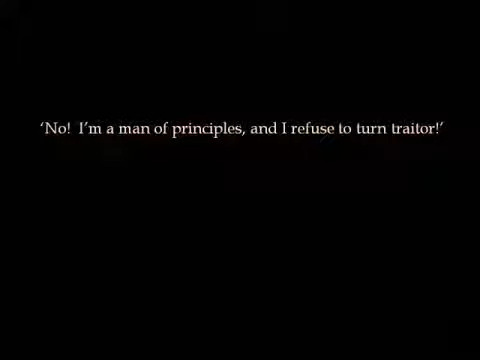 ‘No!  I’m a man of principles, and I refuse to turn traitor!’